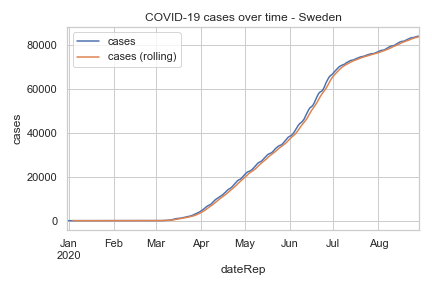 COVID-19 cases over time - Sweden
cases
cases (rolling)
80000
60000
40000
20000
0
cases
Jan
2020
Feb
Mar
Apr
May
Jun
Jul
Aug
dateRep